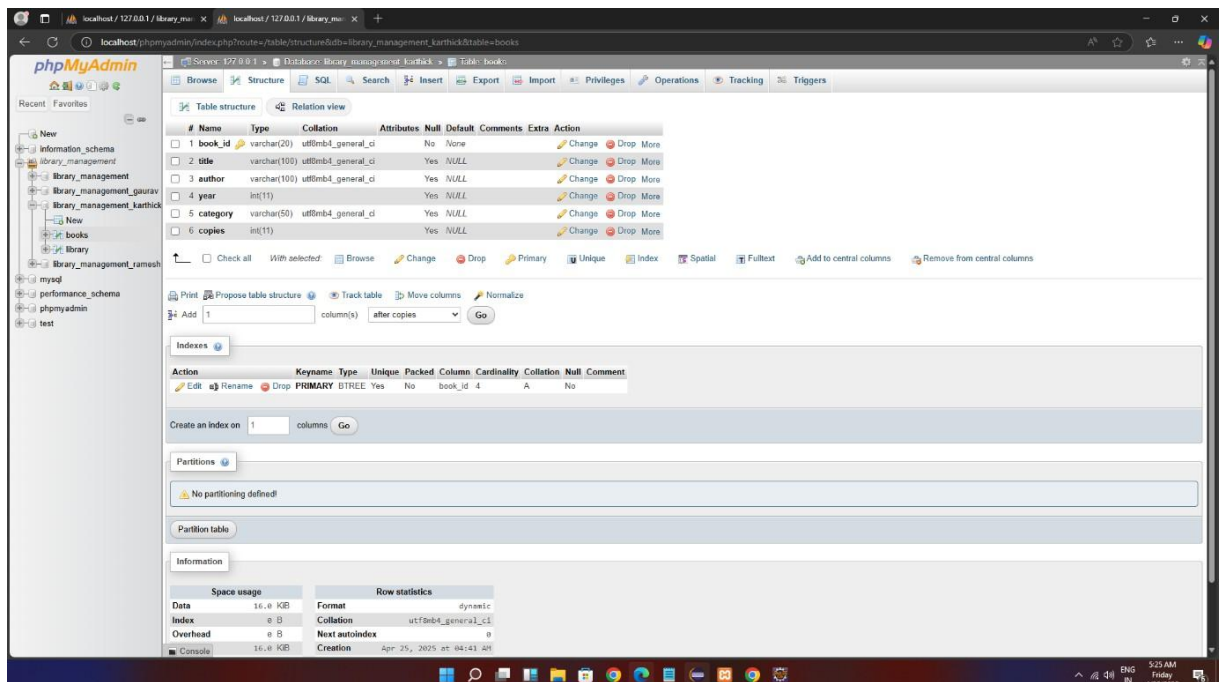 localhost / 127.0.0.1 / library_man
localhost / 127.0.0.1 / library_man
localhost/phpmyadmin/index.php?route=/table/structure&db=library_management_karthick&table=books
phpMyAdmin
Recent Favorites
New
information_schema
library_management
library_management
library_management_gaurav
library_management_karthick
New
books
library
library_management_ramesh
mysql
performance_schema
phpmyadmin
test
Server: 127.0.0.1 » Database: library_management_karthick » Table: books
Browse Structure SQL Search Insert Export Import Privileges Operations Tracking Triggers
Table structure Relation view
# Name Type Collation Attributes Null Default Comments Extra Action
1 book_id varchar(20) utf8mb4_general_ci No None Change Drop More
2 title varchar(100) utf8mb4_general_ci Yes NULL Change Drop More
3 author varchar(100) utf8mb4_general_ci Yes NULL Change Drop More
4 year int(11) Yes NULL Change Drop More
5 category varchar(50) utf8mb4_general_ci Yes NULL Change Drop More
6 copies int(11) Yes NULL Change Drop More
Check all With selected: Browse Change Drop Primary Unique Index Spatial Fulltext Add to central columns Remove from central columns
Print Propose table structure Track table Move columns Normalize
Add 1 column(s) after copies Go
Indexes
Action Keyname Type Unique Packed Column Cardinality Collation Null Comment
Edit Rename Drop PRIMARY BTREE Yes No book_id 4 A No
Create an index on 1 columns Go
Partitions
No partitioning defined!
Partition table
Information
Space usage
Data 16.0 KiB
Index 0 B
Overhead 0 B
16.0 KiB
Row statistics
Format dynamic
Collation utf8mb4_general_ci
Next autoindex 0
Creation Apr 25, 2025 at 04:41 AM
Console
ENG
IN
5:25 AM
Friday